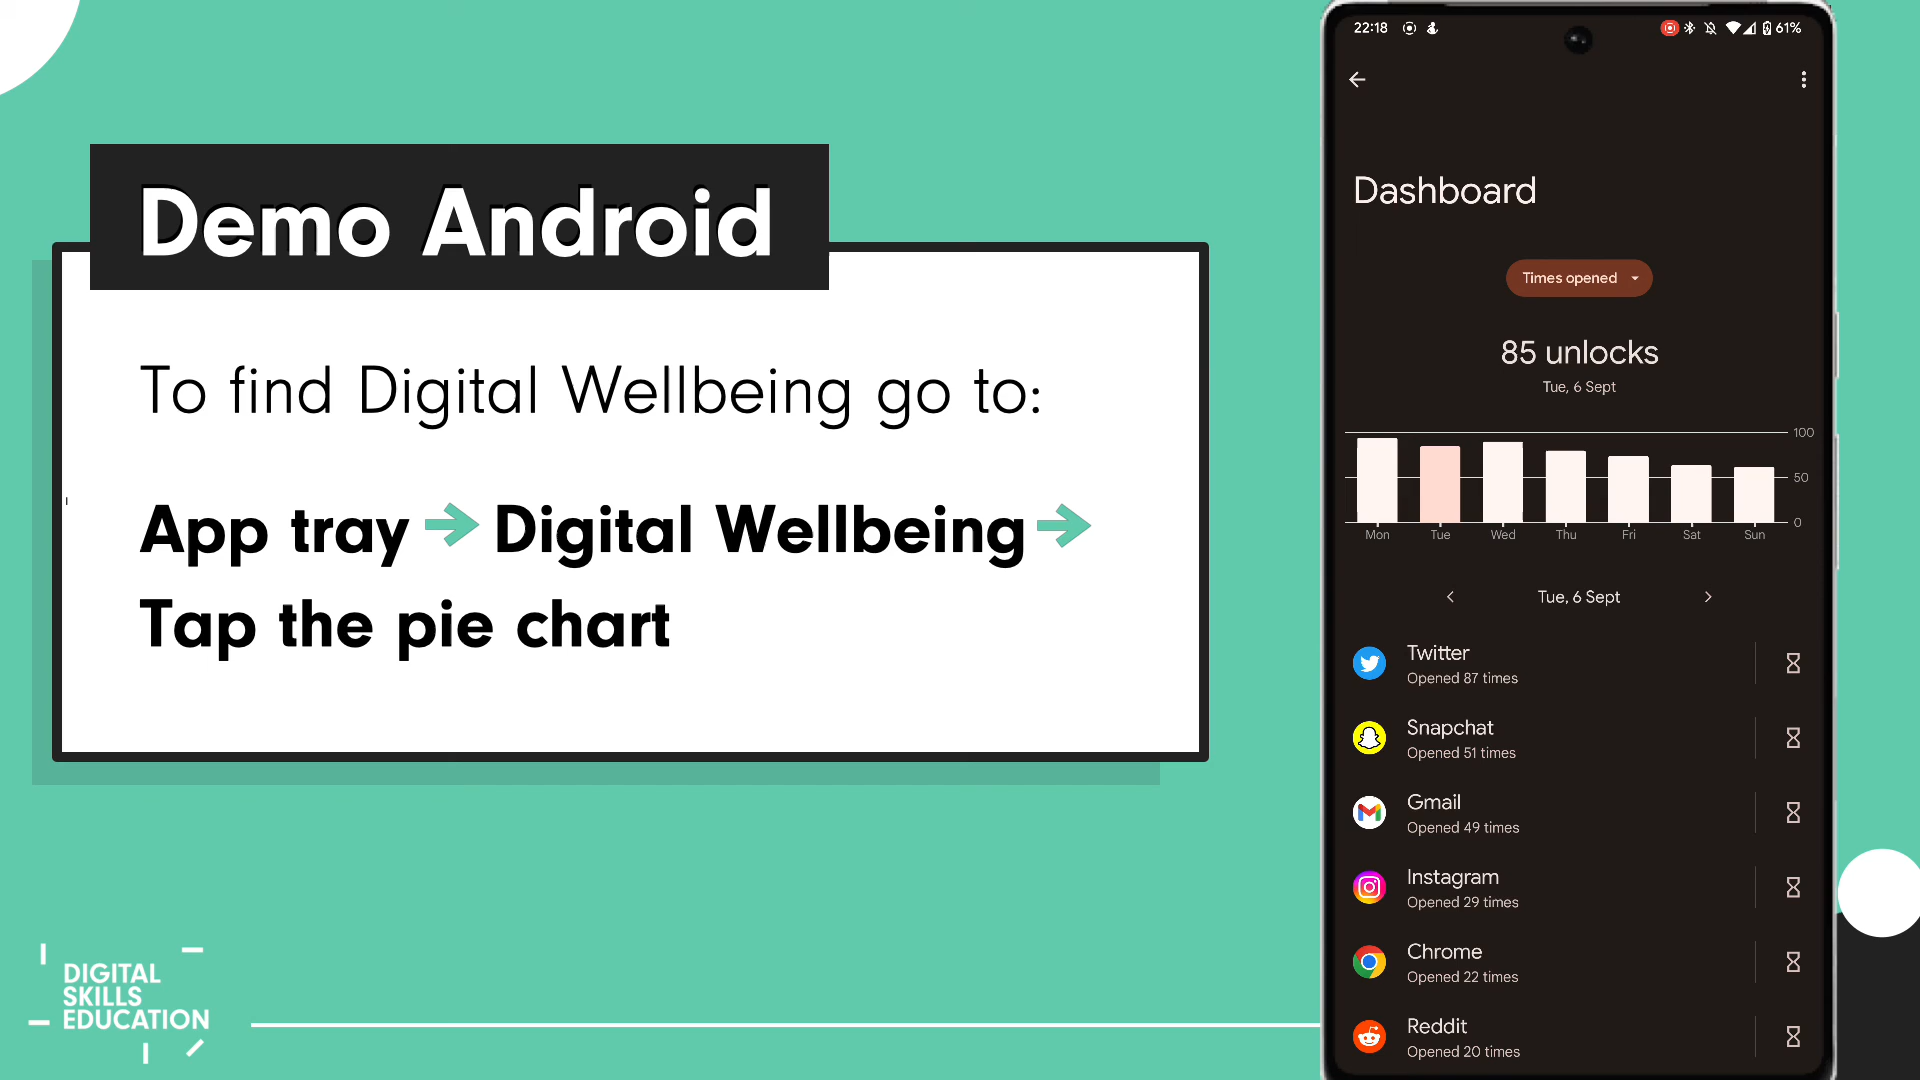 Demo Android
To find Digital Wellbeing go to:
App tray → Digital Wellbeing →
Tap the pie chart
DIGITAL
SKILLS
EDUCATION
22:18
61%
Dashboard
Times opened
85 unlocks
Tue, 6 Sept
100
50
0
Mon Tue Wed Thu Fri Sat Sun
Tue, 6 Sept
Twitter
Opened 87 times
Snapchat
Opened 51 times
Gmail
Opened 49 times
Instagram
Opened 29 times
Chrome
Opened 22 times
Reddit
Opened 20 times